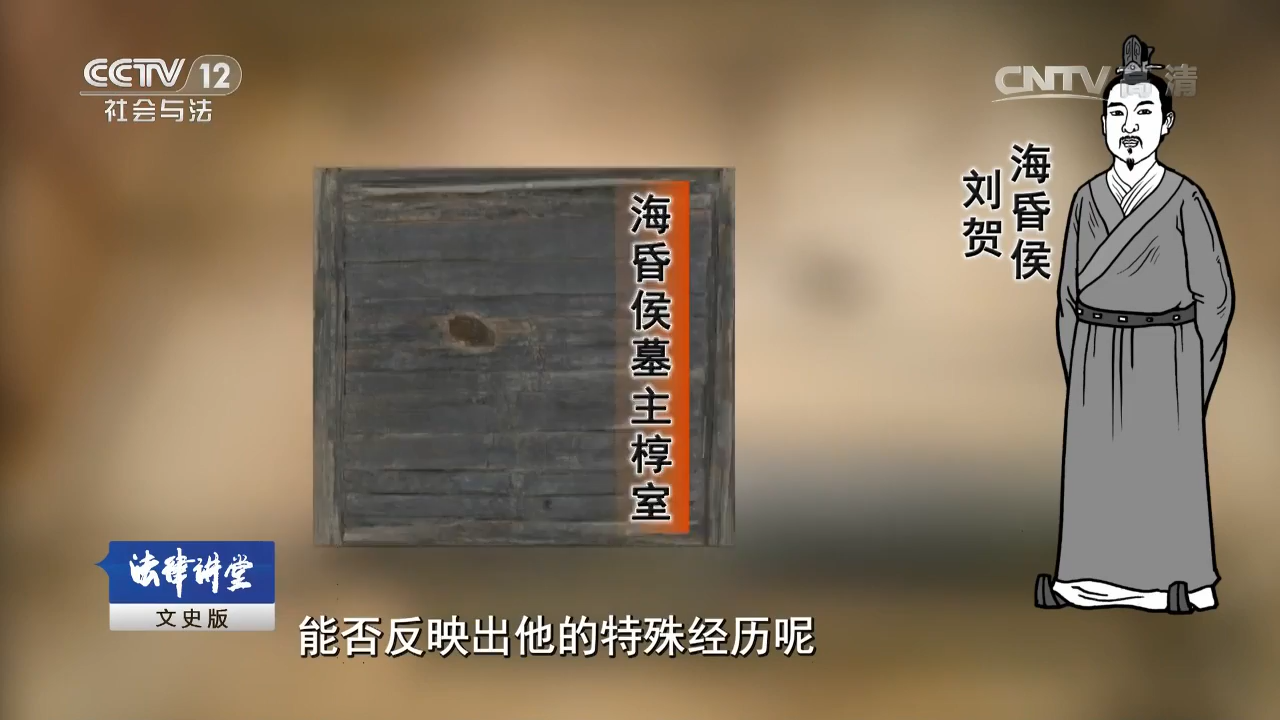 CCTV 12
社会与法
CNTV 高清
海昏侯
刘贺
海昏侯墓主椁室
法律讲堂
文史版
能否反映出他的特殊经历呢